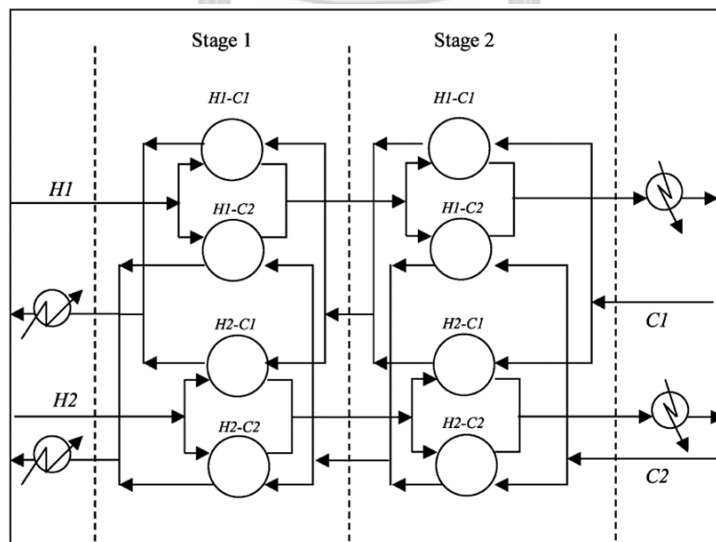 Stage 1
Stage 2
H1-C1
H1-C1
H1
H1-C2
H1-C2
C1
H2-C1
H2-C1
H2
H2-C2
H2-C2
C2